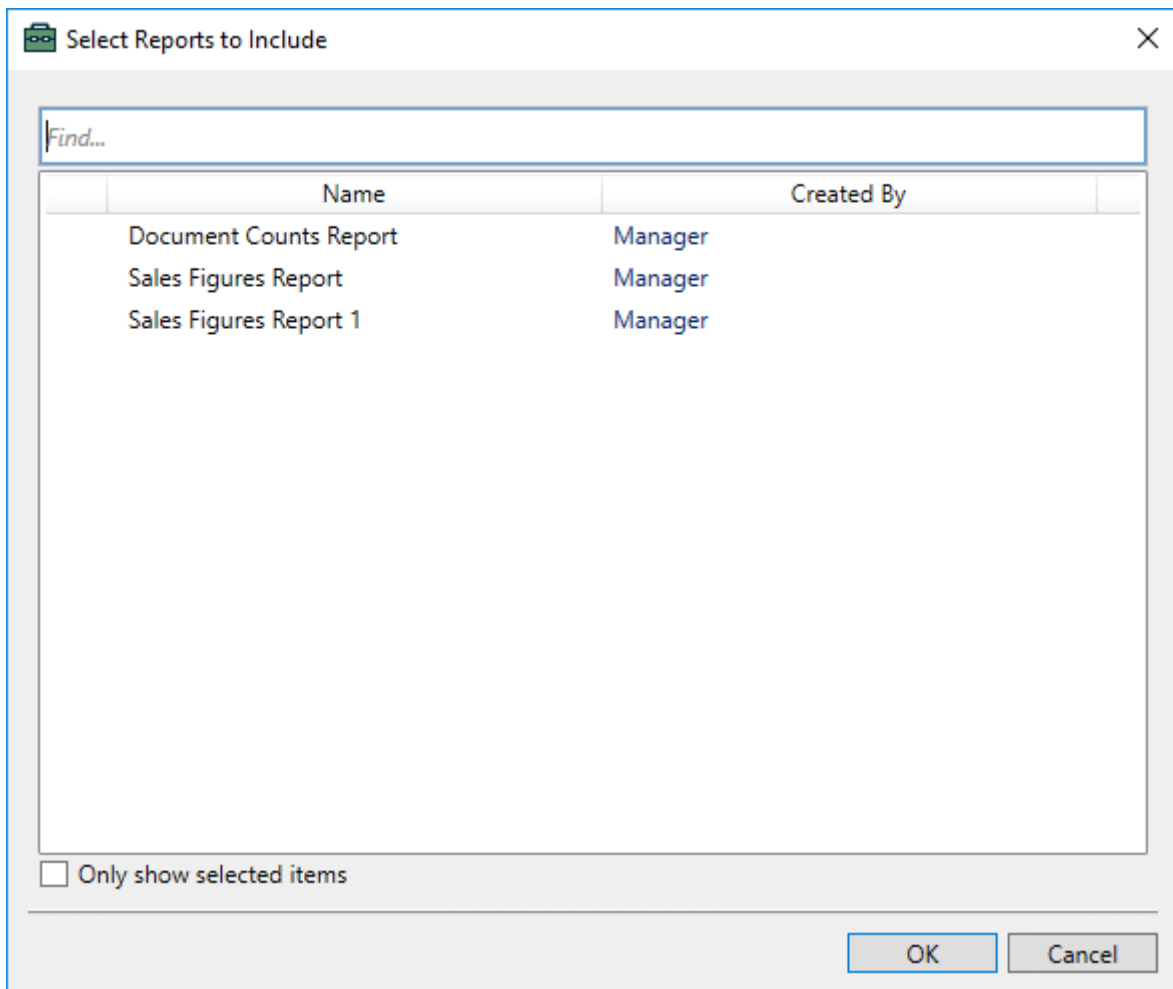 Select Reports to Include
Find...
Name Created By
Document Counts Report Manager
Sales Figures Report Manager
Sales Figures Report 1 Manager
Only show selected items
OK Cancel